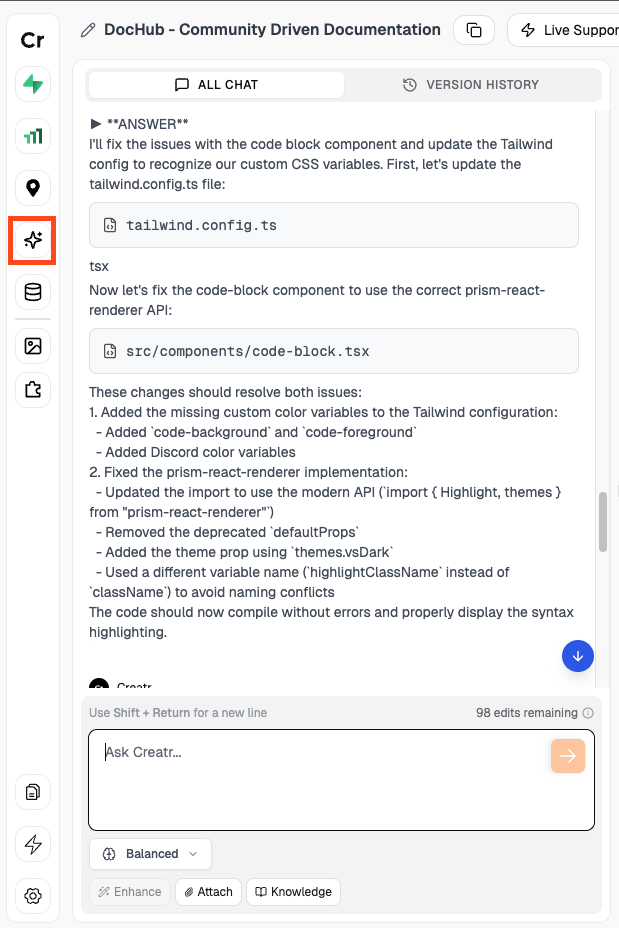 Cr
DocHub - Community Driven Documentation
Live Suppor
ALL CHAT
VERSION HISTORY
▶ **ANSWER**
I'll fix the issues with the code block component and update the Tailwind
config to recognize our custom CSS variables. First, let's update the
tailwind.config.ts file:
tailwind.config.ts
tsx
Now let's fix the code-block component to use the correct prism-react-
renderer API:
src/components/code-block.tsx
These changes should resolve both issues:
1. Added the missing custom color variables to the Tailwind configuration:
- Added `code-background` and `code-foreground`
- Added Discord color variables
2. Fixed the prism-react-renderer implementation:
- Updated the import to use the modern API (`import { Highlight, themes }
from "prism-react-renderer"`)
- Removed the deprecated `defaultProps`
- Added the theme prop using `themes.vsDark`
- Used a different variable name (`highlightClassName` instead of
`className`) to avoid naming conflicts
The code should now compile without errors and properly display the syntax
highlighting.
Creatr
Use Shift + Return for a new line
98 edits remaining
Ask Creatr...
Balanced
Enhance
Attach
Knowledge